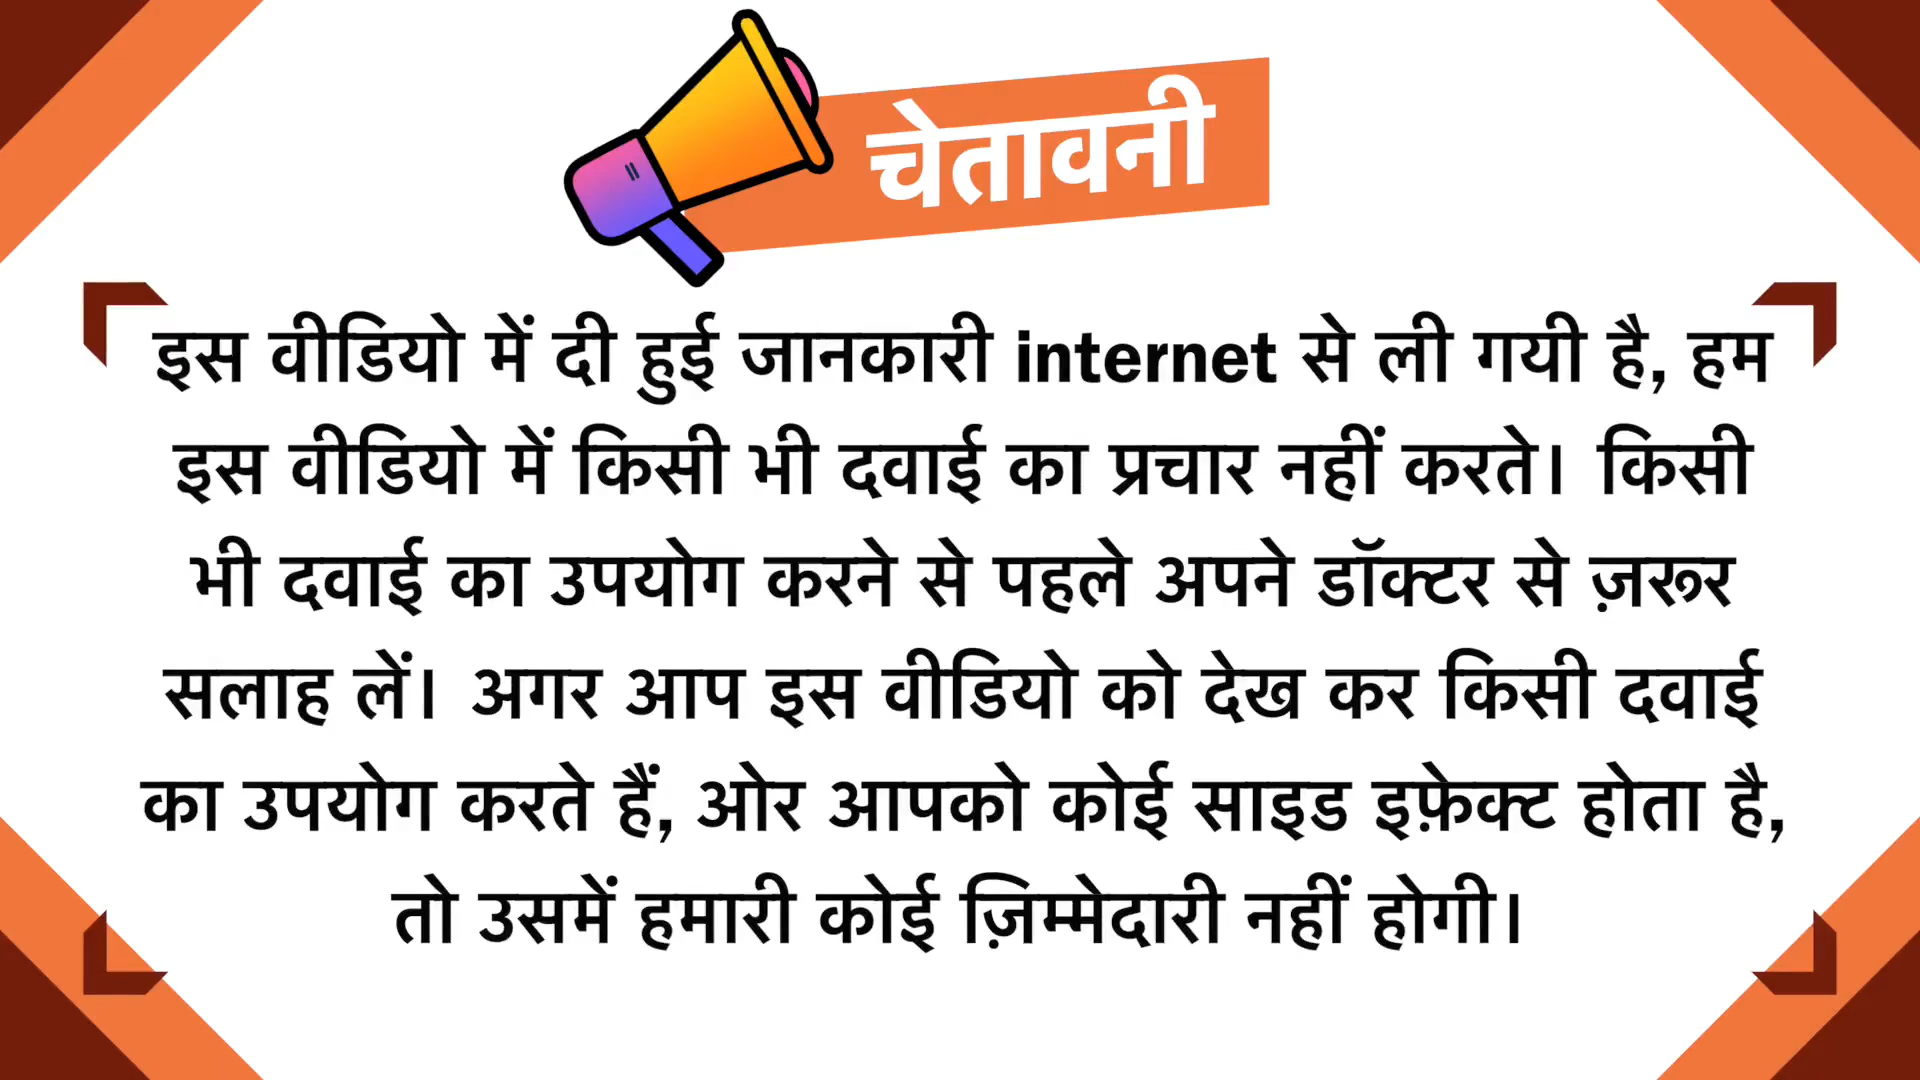 चेतावनी
इस वीडियो में दी हुई जानकारी internet से ली गयी है, हम
इस वीडियो में किसी भी दवाई का प्रचार नहीं करते। किसी
भी दवाई का उपयोग करने से पहले अपने डॉक्टर से ज़रूर
सलाह लें। अगर आप इस वीडियो को देख कर किसी दवाई
का उपयोग करते हैं, ओर आपको कोई साइड इफ़ेक्ट होता है,
तो उसमें हमारी कोई ज़िम्मेदारी नहीं होगी।